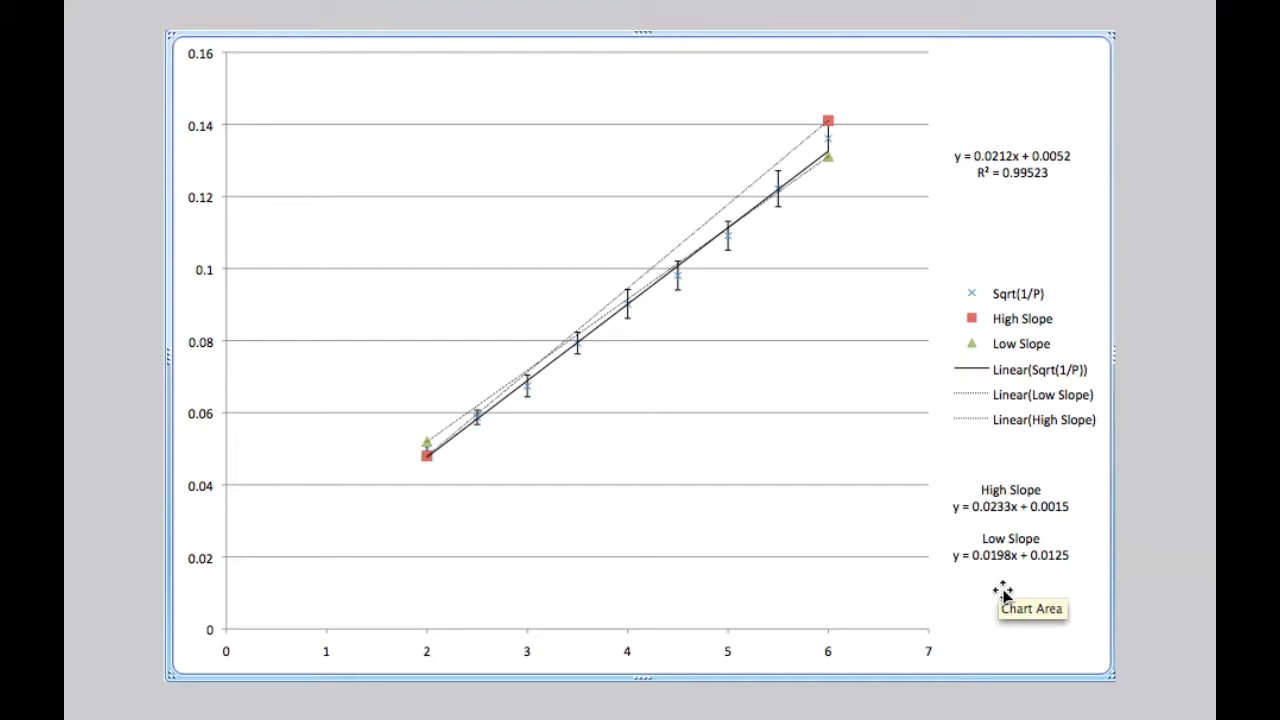 0.16
0.14
0.12
0.1
0.08
0.06
0.04
0.02
0
0 1 2 3 4 5 6 7
y = 0.0212x + 0.0052
R² = 0.99523
Sqrt(1/P)
High Slope
Low Slope
Linear(Sqrt(1/P))
Linear(Low Slope)
Linear(High Slope)
High Slope
y = 0.0233x + 0.0015
Low Slope
y = 0.0198x + 0.0125
Chart Area